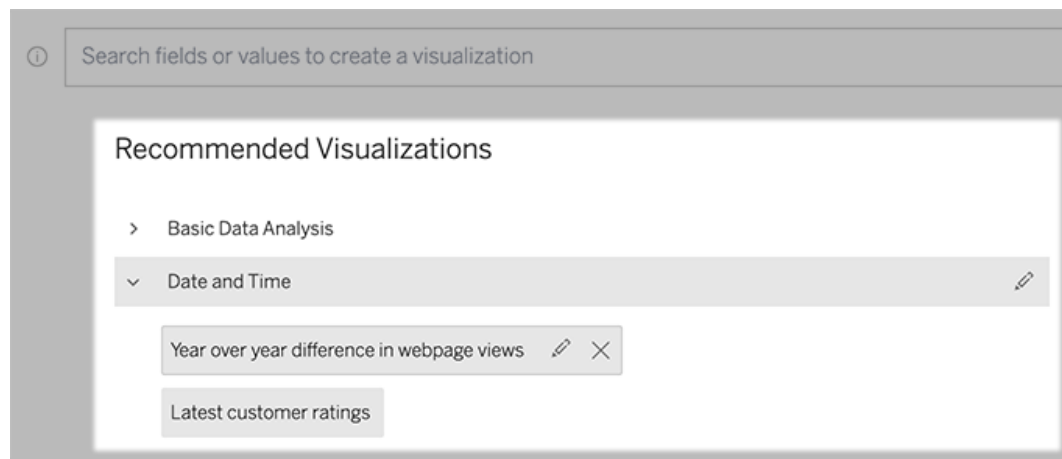 Search fields or values to create a visualization
Recommended Visualizations
Basic Data Analysis
Date and Time
Year over year difference in webpage views
Latest customer ratings